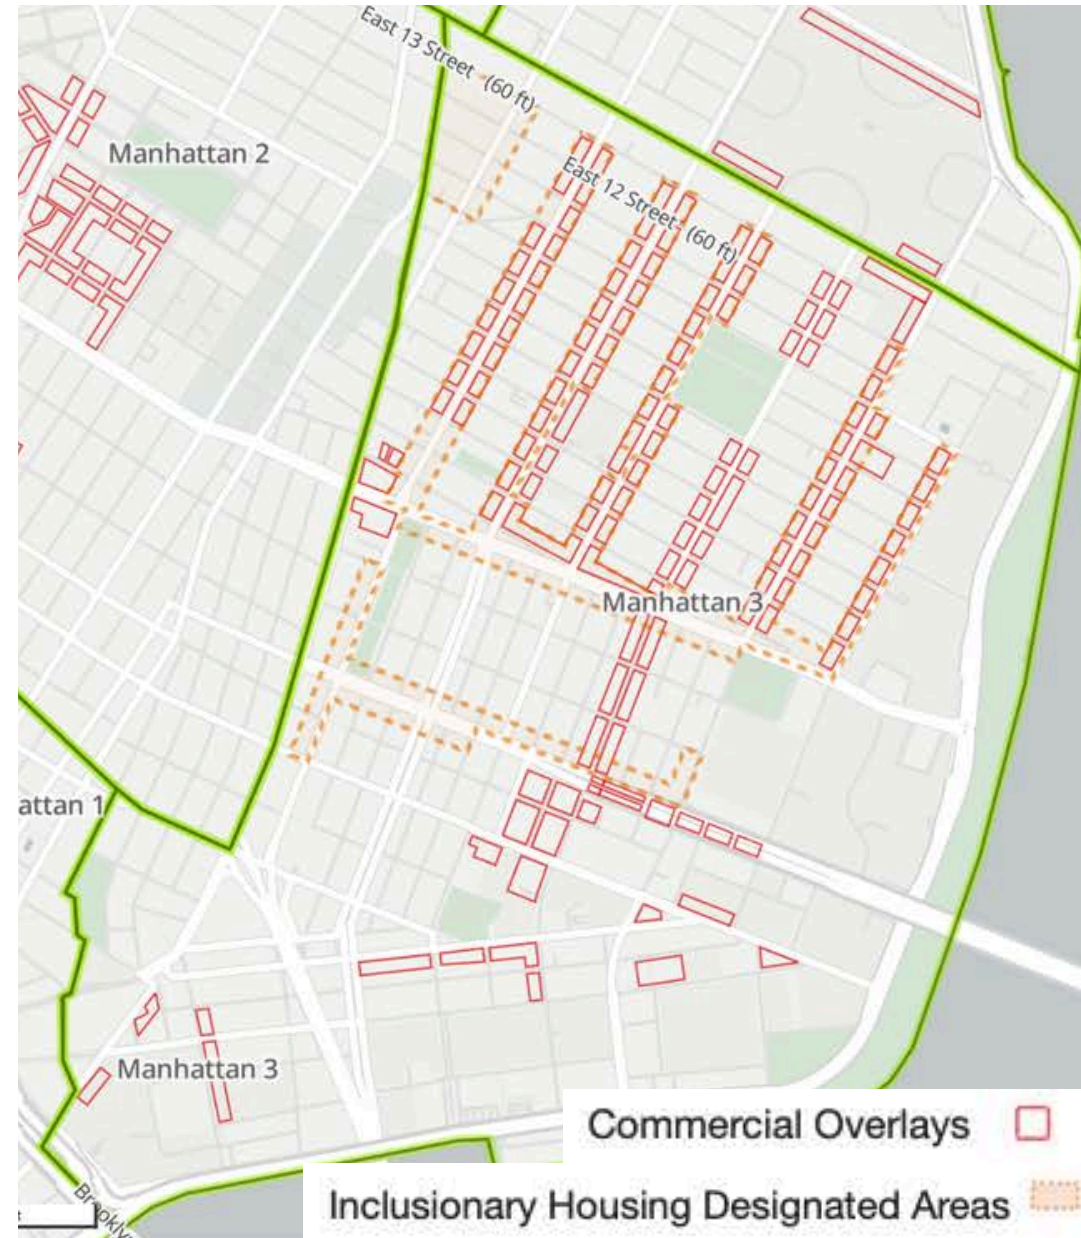 East 13 Street (60 ft)
Manhattan 2
East 12 Street (60 ft)
Manhattan 3
attan 1
Manhattan 3
Commercial Overlays
Inclusionary Housing Designated Areas
Brooklyn